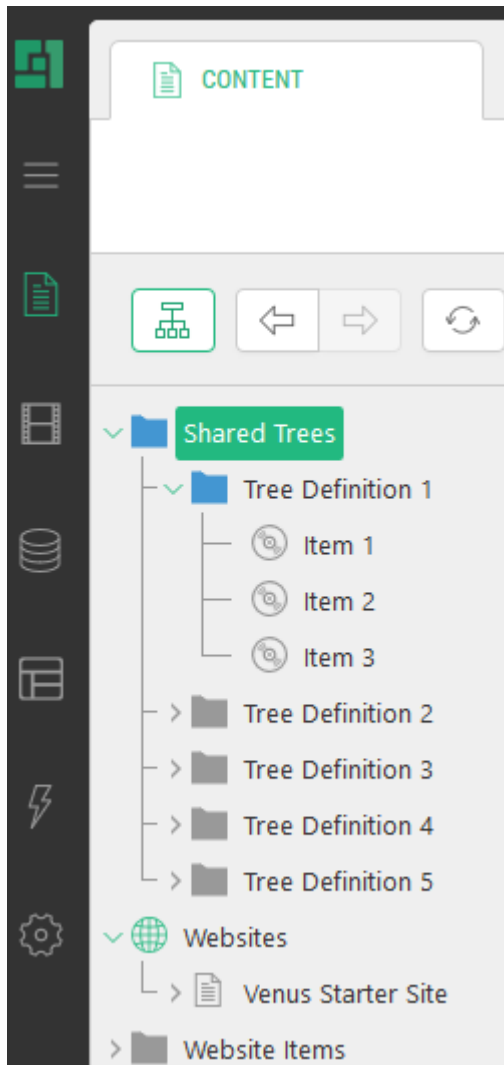 CONTENT
Shared Trees
Tree Definition 1
Item 1
Item 2
Item 3
Tree Definition 2
Tree Definition 3
Tree Definition 4
Tree Definition 5
Websites
Venus Starter Site
Website Items